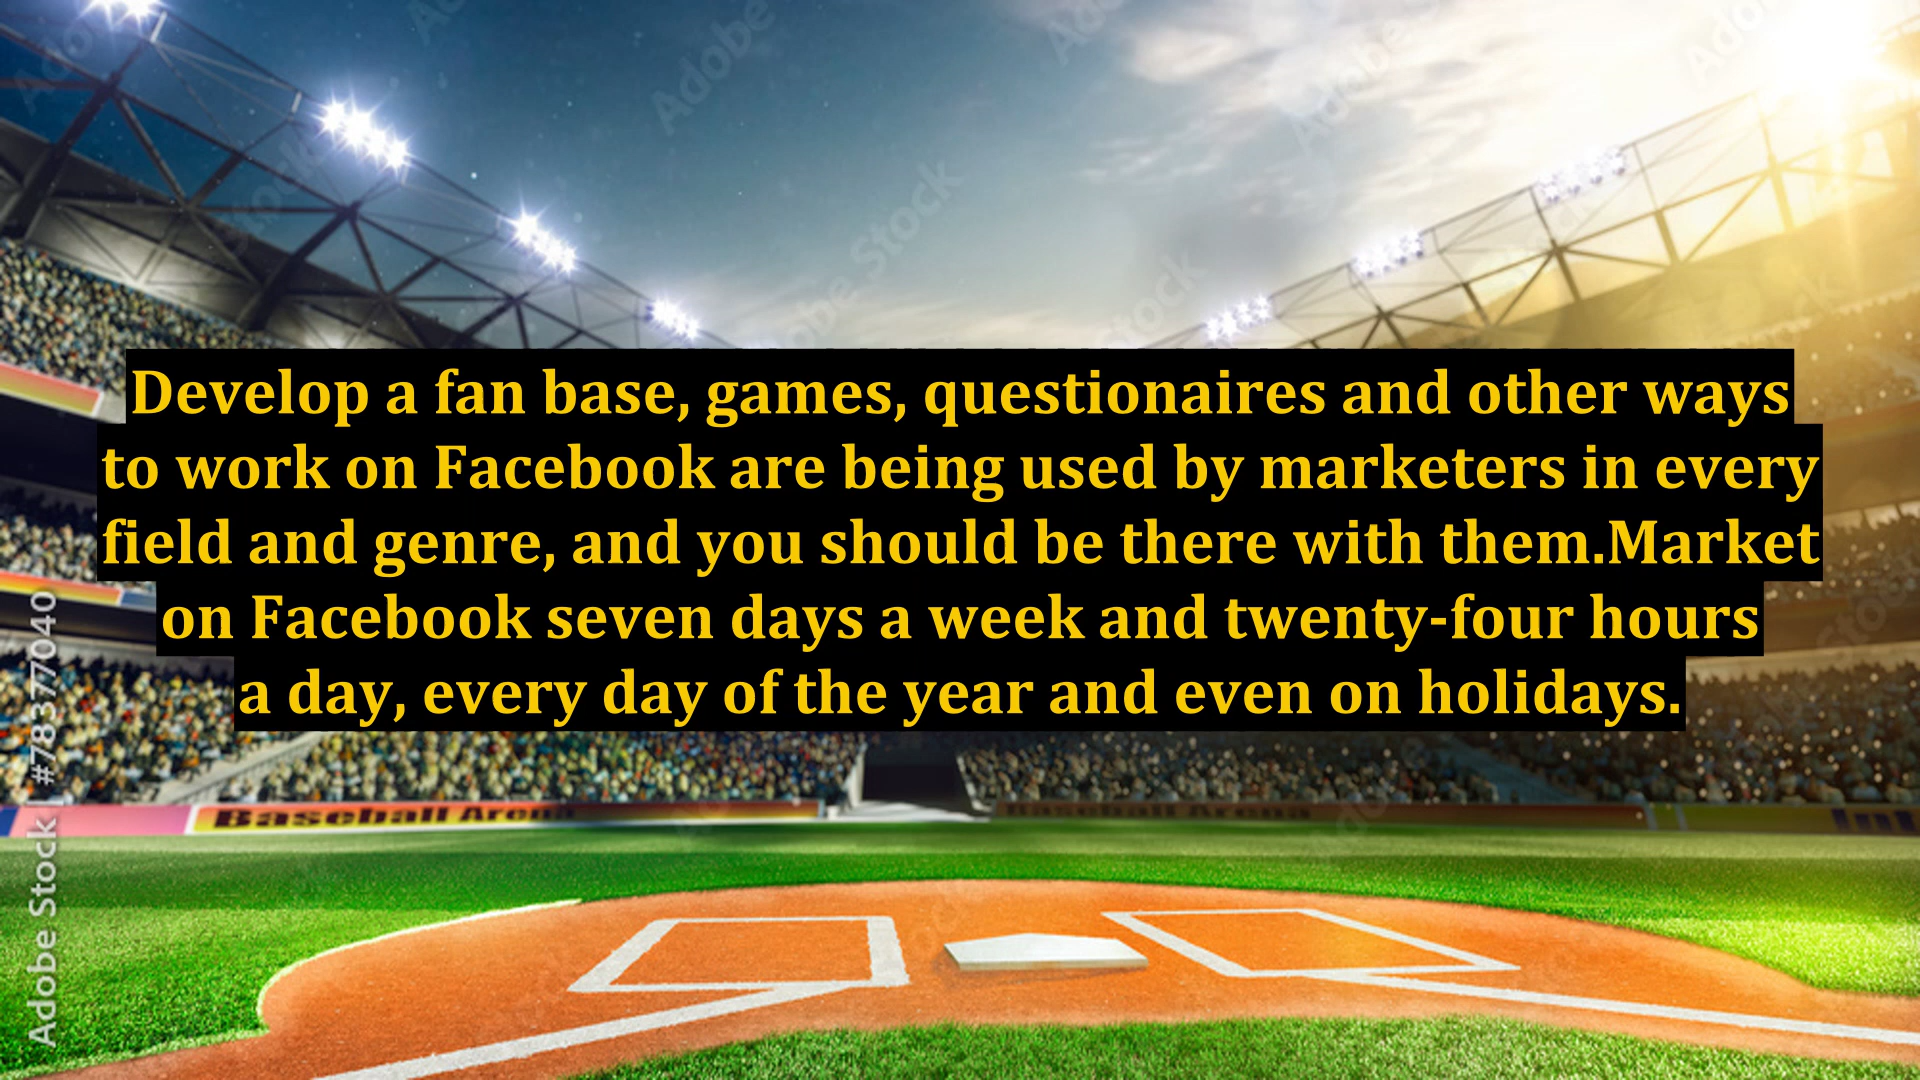 Develop a fan base, games, questionaires and other ways
to work on Facebook are being used by marketers in every
field and genre, and you should be there with them.Market
on Facebook seven days a week and twenty-four hours
a day, every day of the year and even on holidays.
Baseball Arena
Baseball Arena
Adobe Stock | #78377040